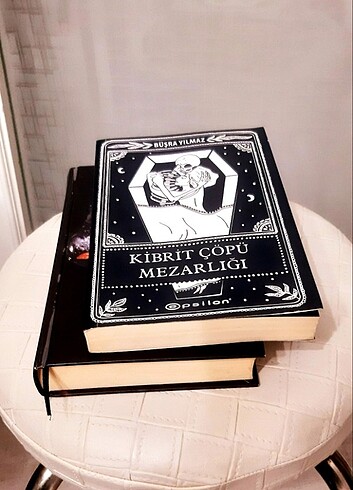 BÜŞRA YILMAZ
KİBRİT ÇÖPÜ
MEZARLIĞI
epsilon